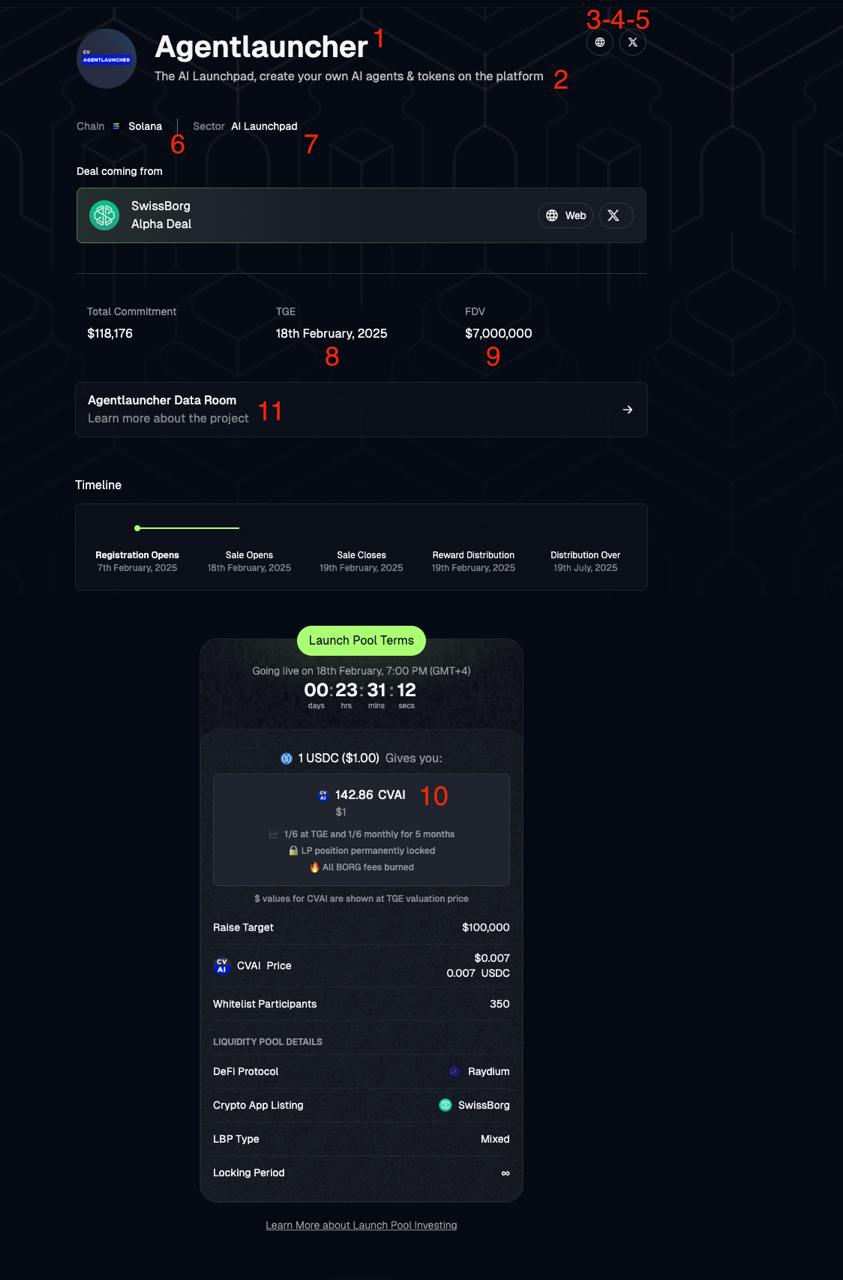 3-4-5
Agentlauncher 1
CV
AGENTLAUNCHER
The AI Launchpad, create your own AI agents & tokens on the platform 2
Chain Solana Sector AI Launchpad
6 7
Deal coming from
SwissBorg
Alpha Deal
Web
Total Commitment TGE FDV
$118,176 18th February, 2025 $7,000,000
8 9
Agentlauncher Data Room
Learn more about the project 11
Timeline
Registration Opens Sale Opens Sale Closes Reward Distribution Distribution Over
7th February, 2025 18th February, 2025 19th February, 2025 19th February, 2025 19th July, 2025
Launch Pool Terms
Going live on 18th February, 7:00 PM (GMT+4)
00:23:31:12
days hrs mins secs
1 USDC ($1.00) Gives you:
CV
AI
142.86 CVAI 10
$1
1/6 at TGE and 1/6 monthly for 5 months
LP position permanently locked
All BORG fees burned
$ values for CVAI are shown at TGE valuation price
Raise Target $100,000
CV
AI
CVAI Price $0.007
0.007 USDC
Whitelist Participants 350
LIQUIDITY POOL DETAILS
DeFi Protocol Raydium
Crypto App Listing SwissBorg
LBP Type Mixed
Locking Period ∞
Learn More about Launch Pool Investing